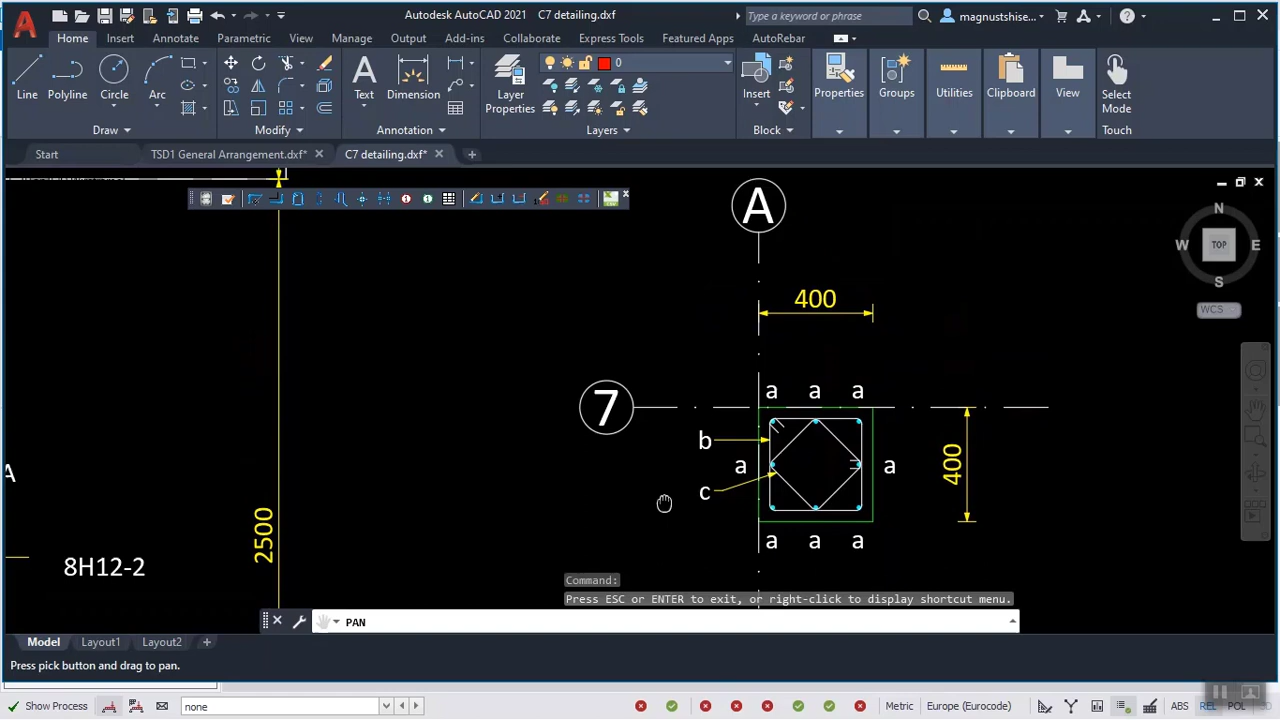 Autodesk AutoCAD 2021 C7 detailing.dxf
Type a keyword or phrase
magnustshise...
Home Insert Annotate Parametric View Manage Output Add-ins Collaborate Express Tools Featured Apps AutoRebar
0
Line Polyline Circle Arc
Text Dimension
Layer Properties
Insert
Properties Groups Utilities Clipboard View
Select Mode
Draw Modify Annotation Layers Block Touch
Start TSD1 General Arrangement.dxf* C7 detailing.dxf*
A
N
W TOP E
S
WCS
400
7
a a a
b
a a
c
400
a a a
A
2500
8H12-2
Command:
Press ESC or ENTER to exit, or right-click to display shortcut menu.
PAN
Model Layout1 Layout2
Press pick button and drag to pan.
Show Process none Metric Europe (Eurocode) ABS REL POL